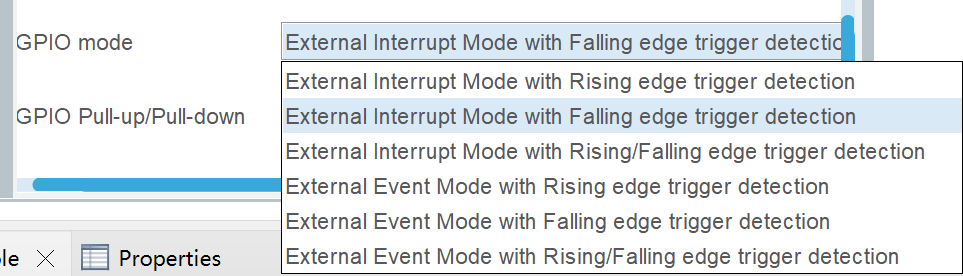 GPIO mode
External Interrupt Mode with Falling edge trigger detectio
External Interrupt Mode with Rising edge trigger detection
GPIO Pull-up/Pull-down
External Interrupt Mode with Falling edge trigger detection
External Interrupt Mode with Rising/Falling edge trigger detection
External Event Mode with Rising edge trigger detection
External Event Mode with Falling edge trigger detection
External Event Mode with Rising/Falling edge trigger detection
le
Properties